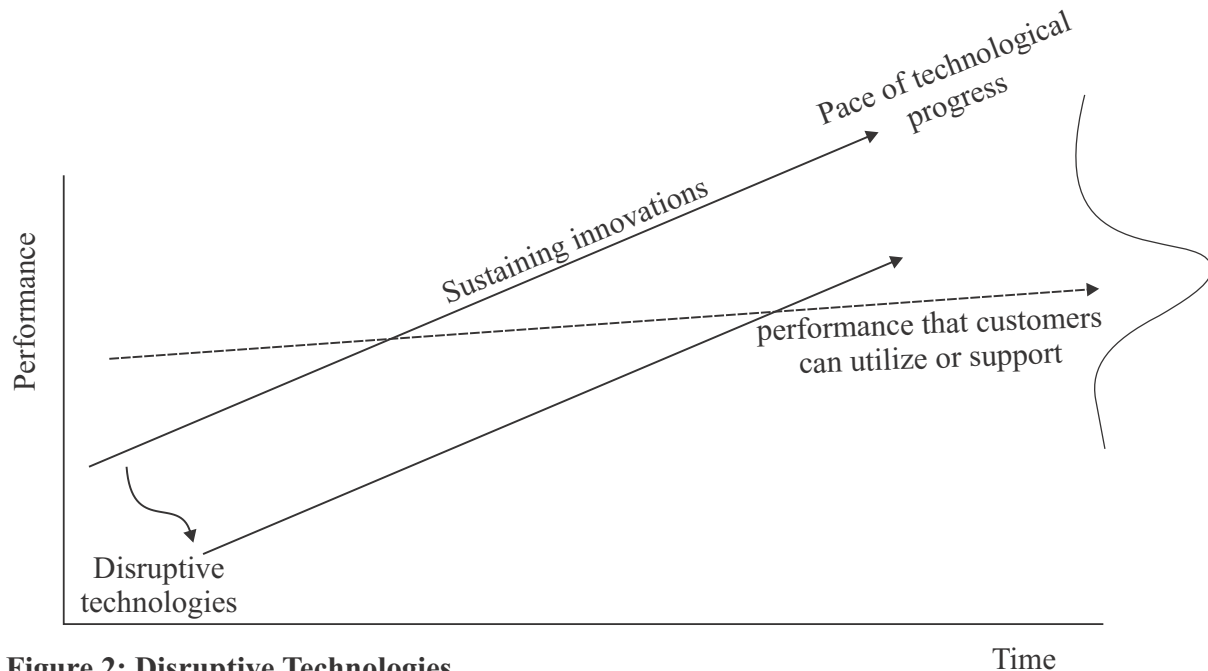 Pace of technological
progress
Sustaining innovations
Performance
performance that customers
can utilize or support
Disruptive
technologies
Time
Figure 2: Disruptive Technologies